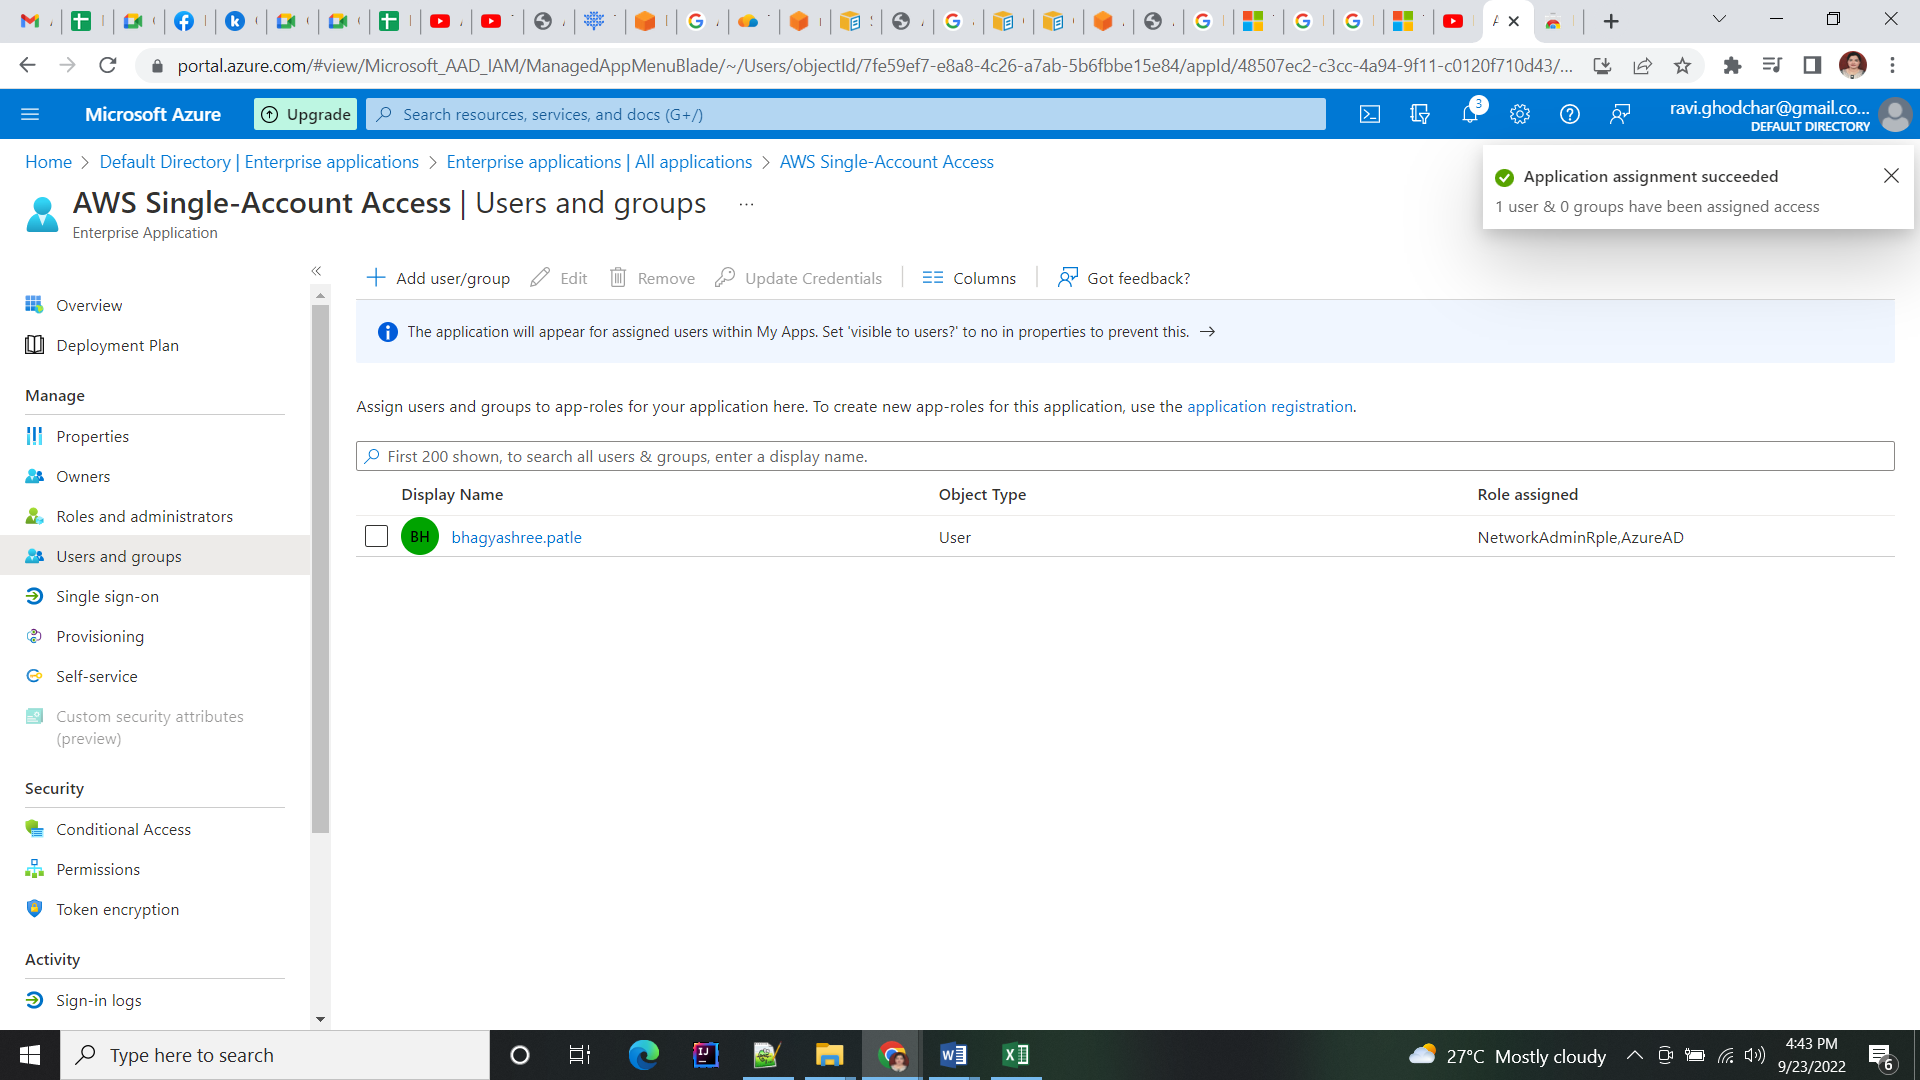 portal.azure.com/#view/Microsoft_AAD_IAM/ManagedAppMenuBlade/~/Users/objectId/7fe59ef7-e8a8-4c26-a7ab-5b6fbbe15e84/appId/48507ec2-c3cc-4a94-9f11-c0120f710d43/...
Microsoft Azure
Upgrade
Search resources, services, and docs (G+/)
3
ravi.ghodchar@gmail.co...
DEFAULT DIRECTORY
Home > Default Directory | Enterprise applications > Enterprise applications | All applications > AWS Single-Account Access
AWS Single-Account Access | Users and groups ...
Enterprise Application
Application assignment succeeded
1 user & 0 groups have been assigned access
Overview
Deployment Plan
Manage
Properties
Owners
Roles and administrators
Users and groups
Single sign-on
Provisioning
Self-service
Custom security attributes
(preview)
Security
Conditional Access
Permissions
Token encryption
Activity
Sign-in logs
Add user/group Edit Remove Update Credentials Columns Got feedback?
The application will appear for assigned users within My Apps. Set 'visible to users?' to no in properties to prevent this. →
Assign users and groups to app-roles for your application here. To create new app-roles for this application, use the application registration.
First 200 shown, to search all users & groups, enter a display name.
Display Name Object Type Role assigned
BH bhagyashree.patle User NetworkAdminRple,AzureAD
Type here to search
27°C Mostly cloudy
4:43 PM
9/23/2022
6